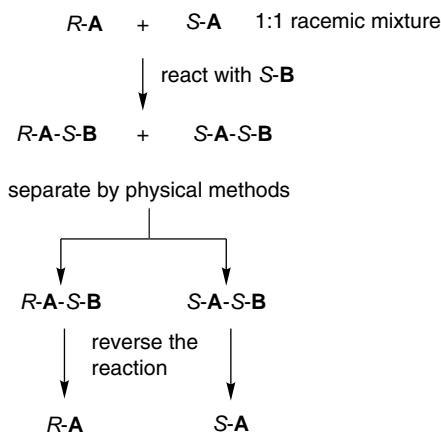 R-A + S-A 1:1 racemic mixture
react with S-B
R-A-S-B + S-A-S-B
separate by physical methods
R-A-S-B S-A-S-B
reverse the
reaction
R-A S-A